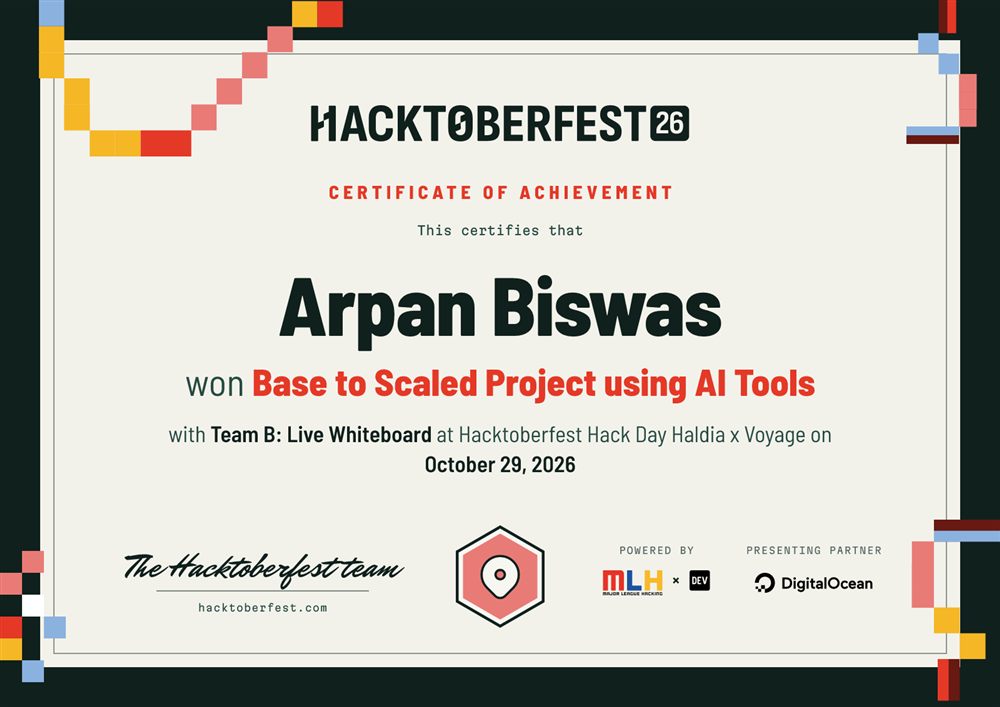 HACKTOBERFEST 26
CERTIFICATE OF ACHIEVEMENT
This certifies that
Arpan Biswas
won Base to Scaled Project using AI Tools
with Team B: Live Whiteboard at Hacktoberfest Hack Day Haldia x Voyage on
October 29, 2026
The Hacktoberfest team
hacktoberfest.com
POWERED BY
MLH
MAJOR LEAGUE HACKING
×
DEV
PRESENTING PARTNER
DigitalOcean